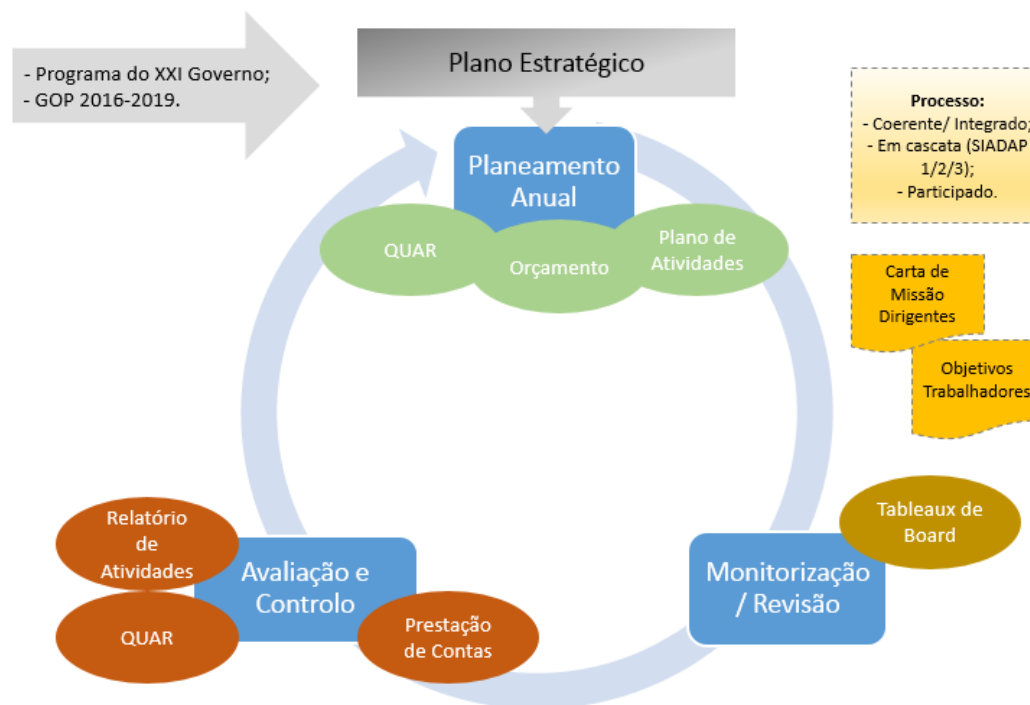 - Programa do XXI Governo;
- GOP 2016-2019.
Plano Estratégico
Processo:
- Coerente/ Integrado;
- Em cascata (SIADAP
1/2/3);
- Participado.
Planeamento
Anual
QUAR
Orçamento
Plano de
Atividades
Carta de
Missão
Dirigentes
Objetivos
Trabalhadores
Tableaux de
Board
Monitorização
/ Revisão
Relatório
de
Atividades
Avaliação e
Controlo
QUAR
Prestação
de Contas